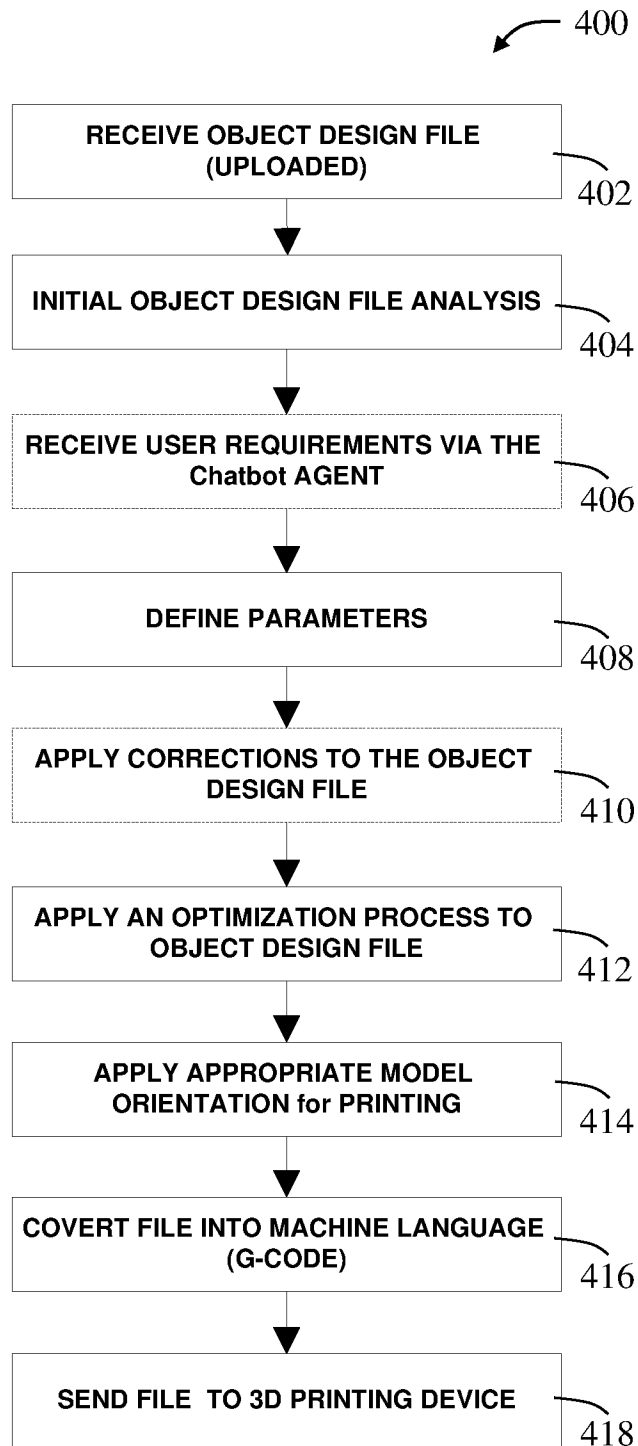 400
RECEIVE OBJECT DESIGN FILE
(UPLOADED)
402
INITIAL OBJECT DESIGN FILE ANALYSIS
404
RECEIVE USER REQUIREMENTS VIA THE
Chatbot AGENT
406
DEFINE PARAMETERS
408
APPLY CORRECTIONS TO THE OBJECT
DESIGN FILE
410
APPLY AN OPTIMIZATION PROCESS TO
OBJECT DESIGN FILE
412
APPLY APPROPRIATE MODEL
ORIENTATION for PRINTING
414
COVERT FILE INTO MACHINE LANGUAGE
(G-CODE)
416
SEND FILE TO 3D PRINTING DEVICE
418